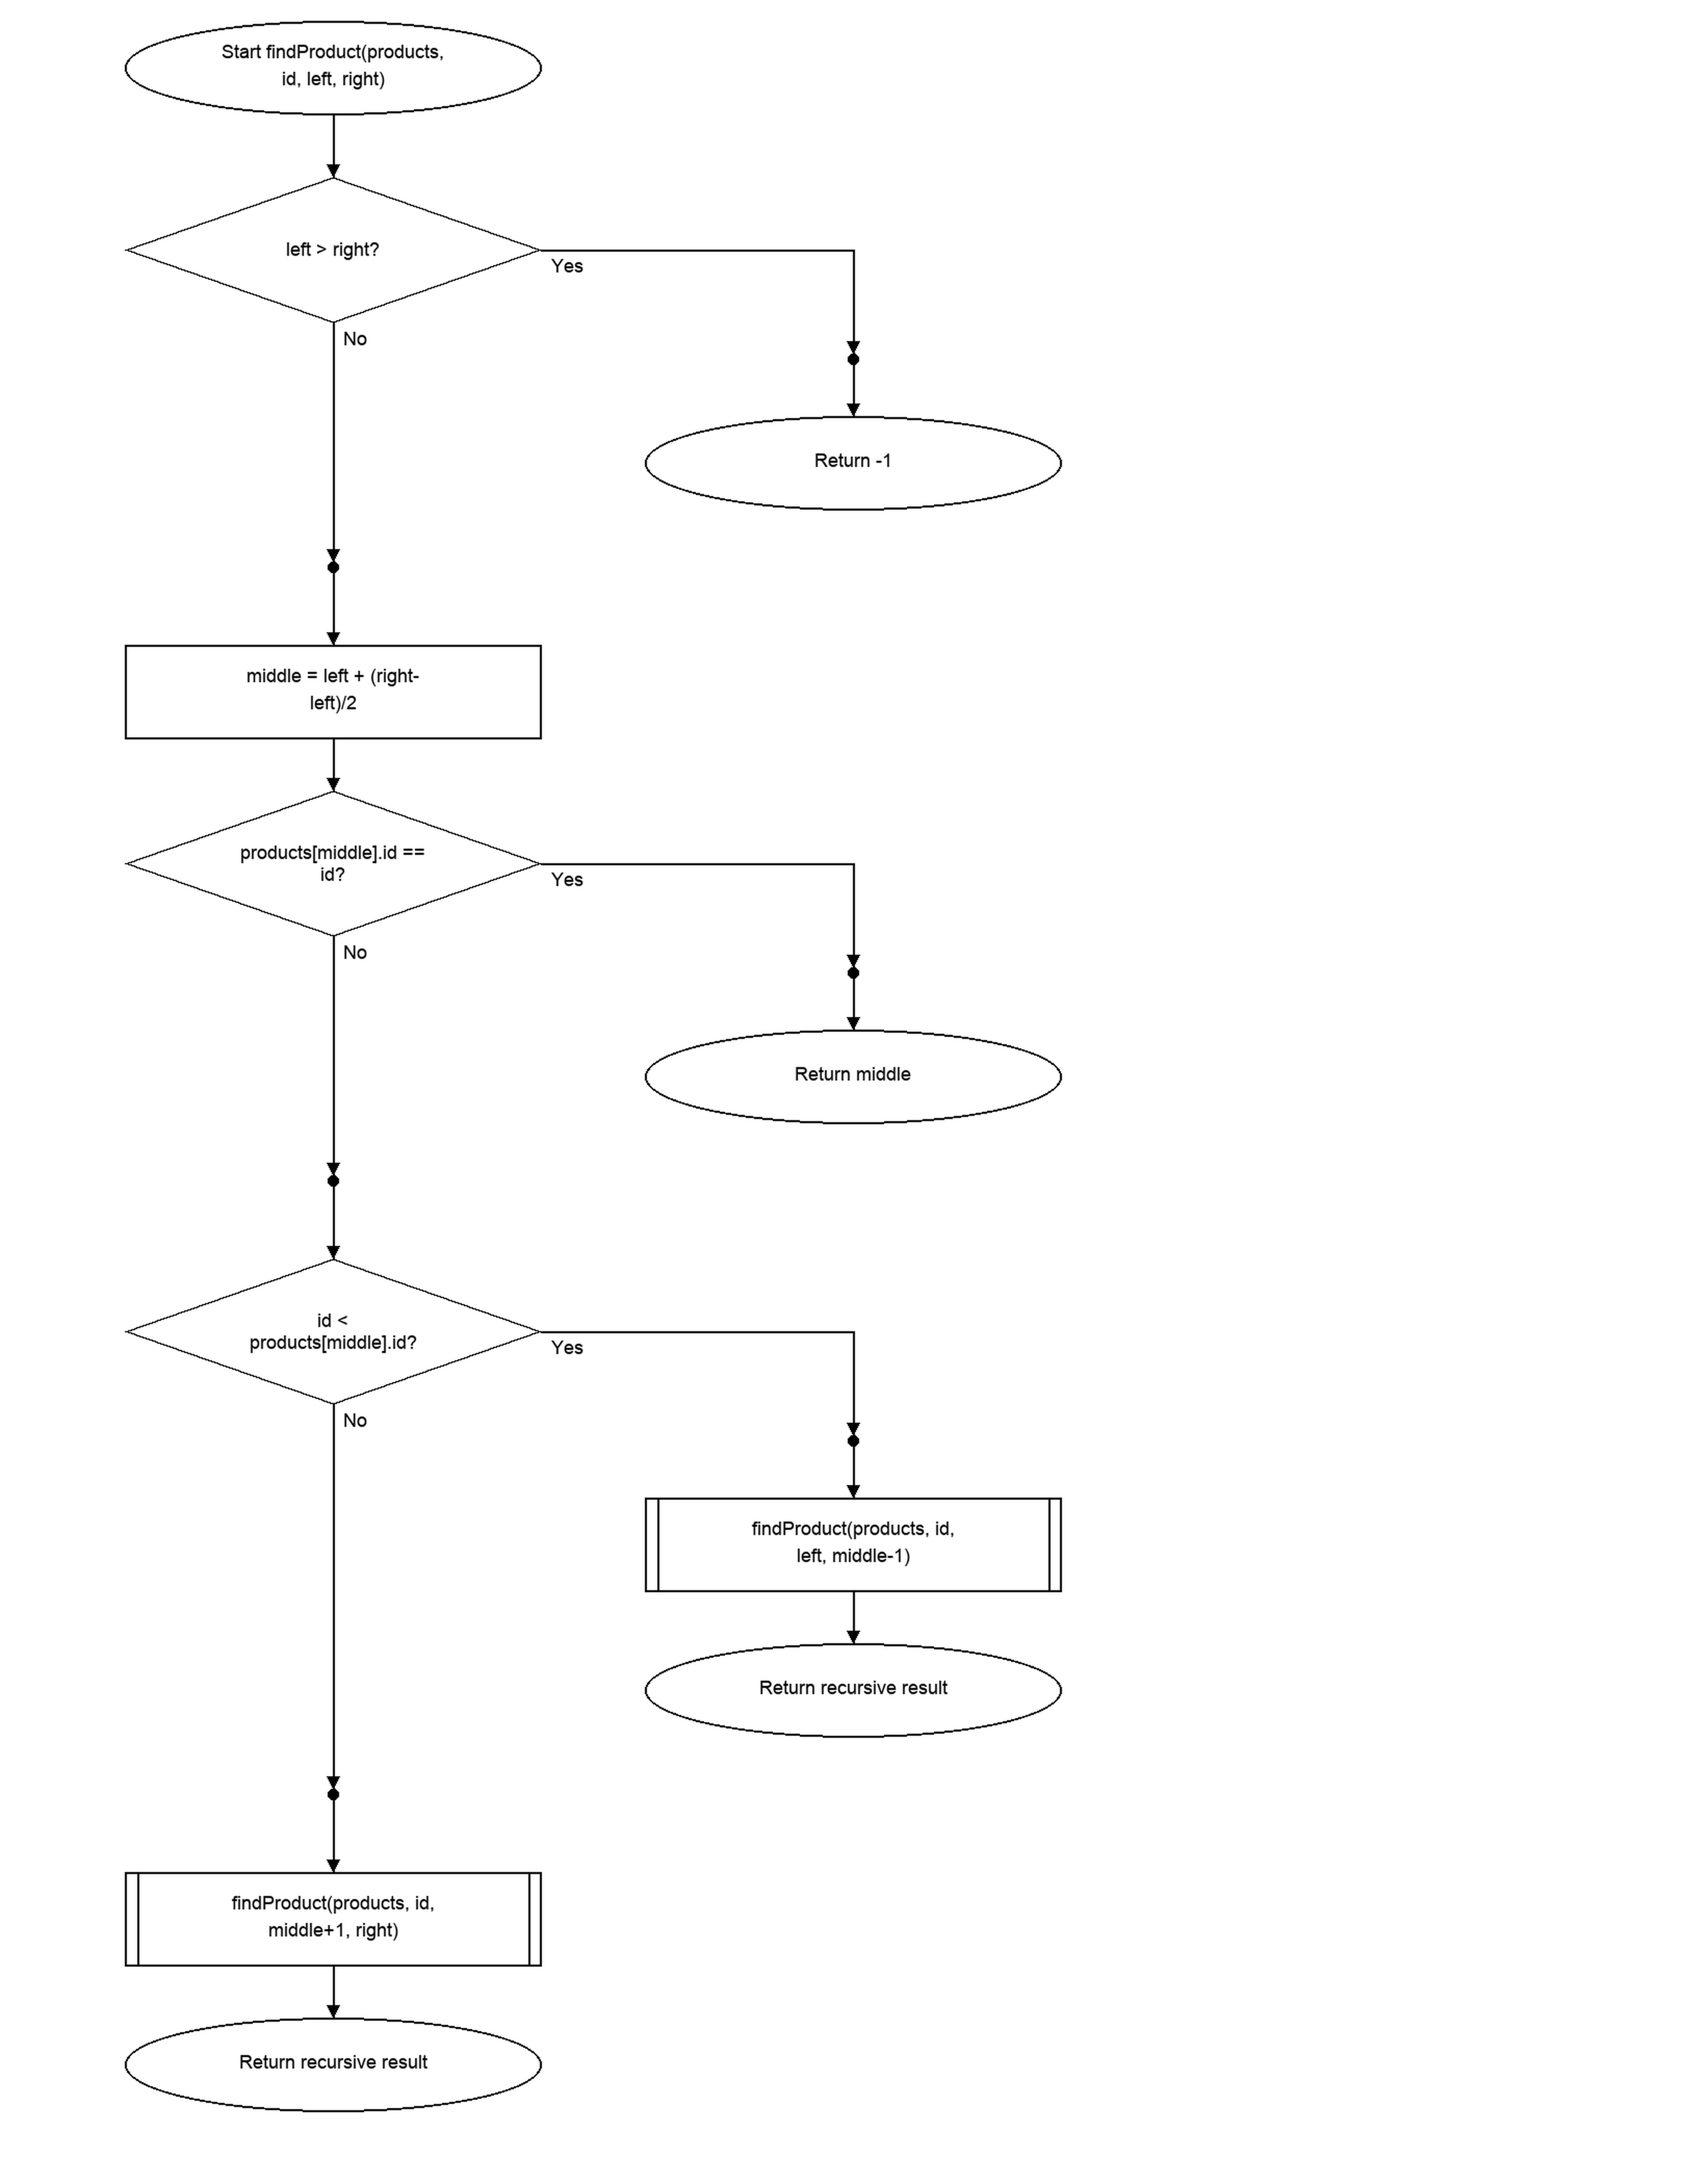 Start findProduct(products,
id, left, right)
left > right?
Yes
No
Return -1
middle = left + (right-
left)/2
products[middle].id ==
id?
Yes
No
Return middle
id <
products[middle].id?
Yes
No
findProduct(products, id,
left, middle-1)
Return recursive result
findProduct(products, id,
middle+1, right)
Return recursive result